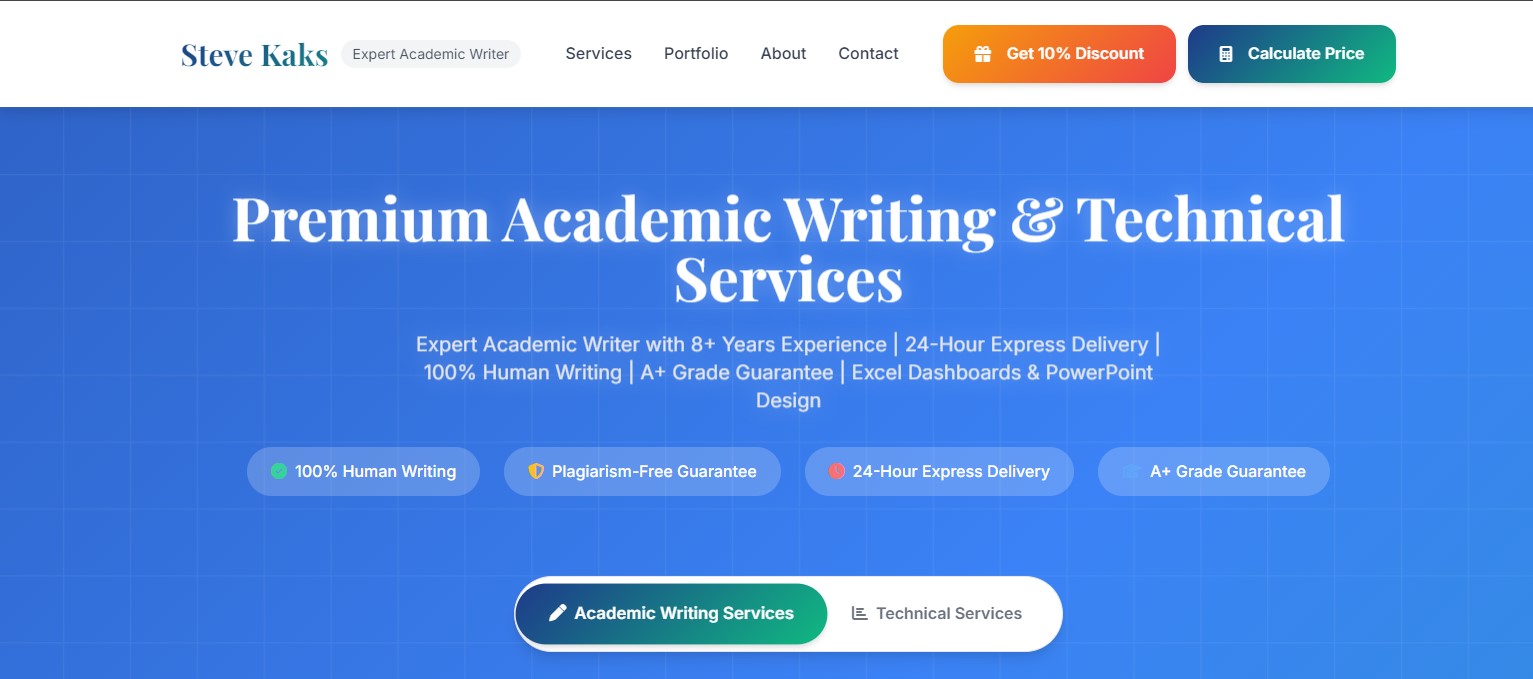 Steve Kaks
Expert Academic Writer
Services
Portfolio
About
Contact
Get 10% Discount
Calculate Price
Premium Academic Writing & Technical
Services
Expert Academic Writer with 8+ Years Experience | 24-Hour Express Delivery |
100% Human Writing | A+ Grade Guarantee | Excel Dashboards & PowerPoint
Design
100% Human Writing
Plagiarism-Free Guarantee
24-Hour Express Delivery
A+ Grade Guarantee
Academic Writing Services
Technical Services